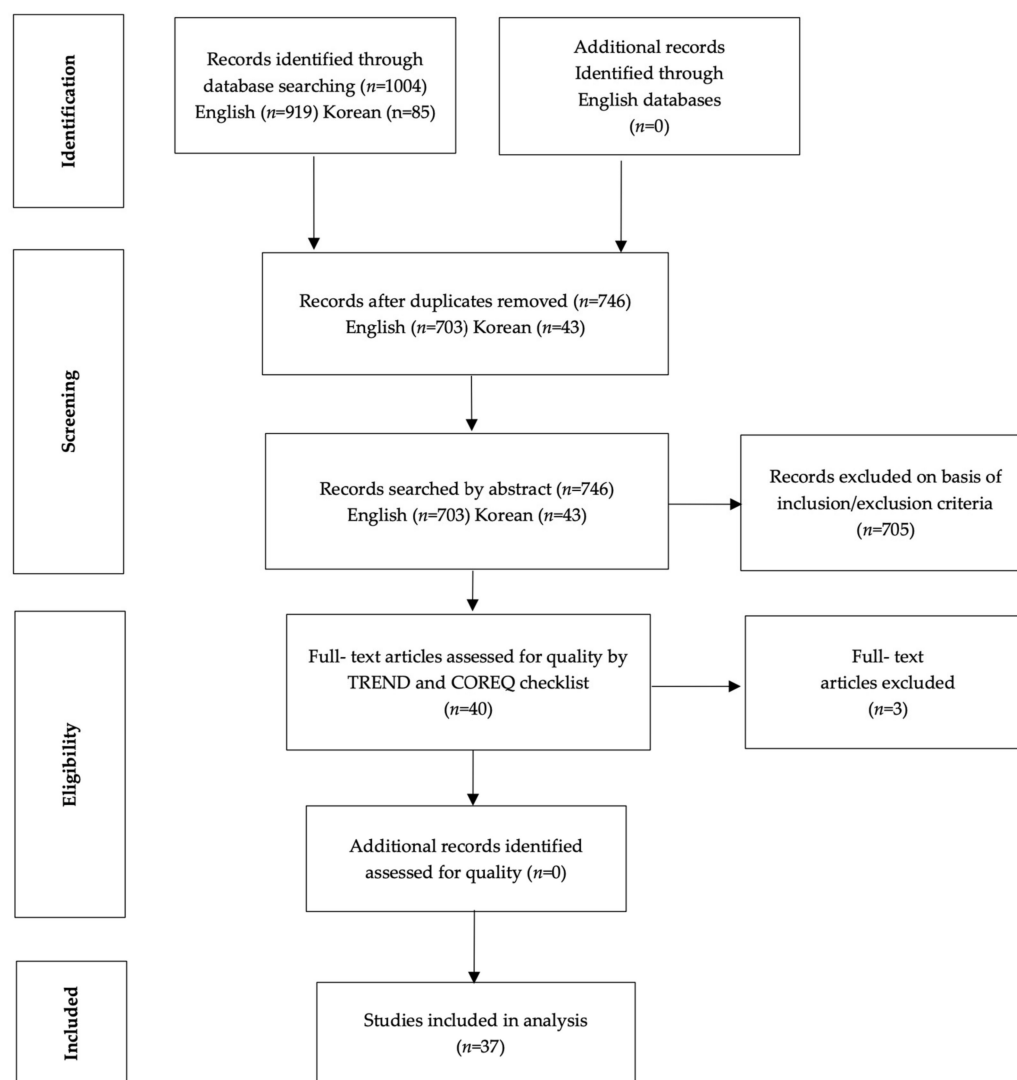 Identification
Records identified through
database searching (n=1004)
English (n=919) Korean (n=85)
Additional records
Identified through
English databases
(n=0)
Screening
Records after duplicates removed (n=746)
English (n=703) Korean (n=43)
Records searched by abstract (n=746)
English (n=703) Korean (n=43)
Records excluded on basis of
inclusion/exclusion criteria
(n=705)
Eligibility
Full- text articles assessed for quality by
TREND and COREQ checklist
(n=40)
Full- text
articles excluded
(n=3)
Additional records identified
assessed for quality (n=0)
Included
Studies included in analysis
(n=37)